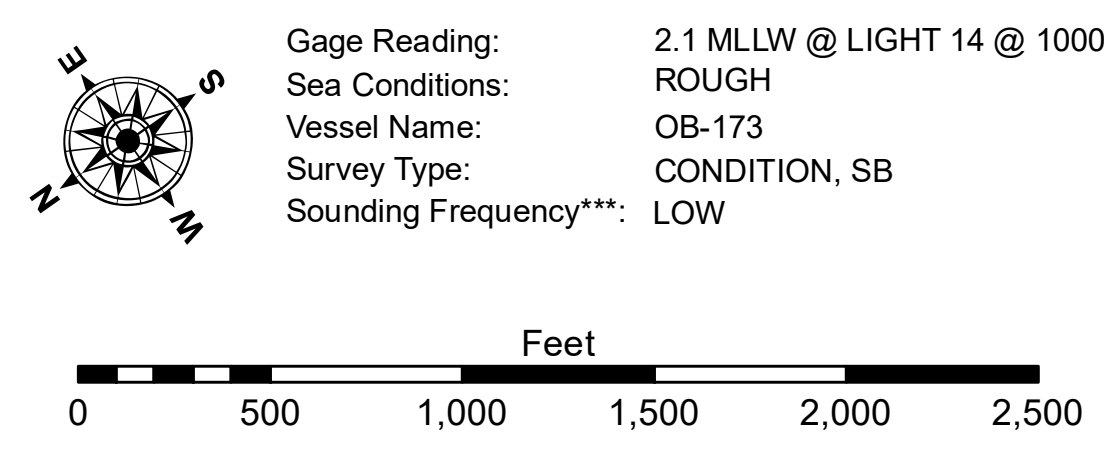 E
S
N
W
Gage Reading: 2.1 MLLW @ LIGHT 14 @ 1000
Sea Conditions: ROUGH
Vessel Name: OB-173
Survey Type: CONDITION, SB
Sounding Frequency***: LOW
Feet
0 500 1,000 1,500 2,000 2,500